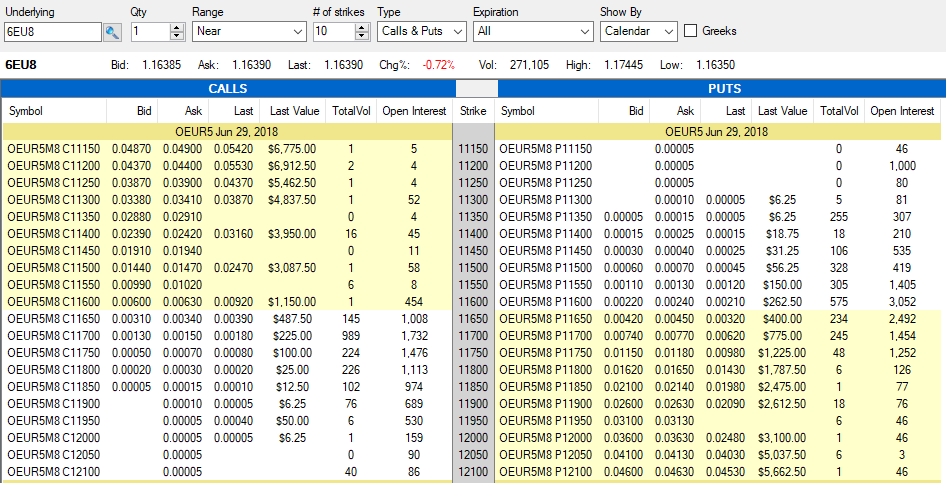 Underlying Qty Range # of strikes Type Expiration Show By
6EU8 1 Near 10 Calls & Puts All Calendar Greeks
6EU8 Bid: 1.16385 Ask: 1.16390 Last: 1.16390 Chg%: -0.72% Vol: 271,105 High: 1.17445 Low: 1.16350
CALLS PUTS
Symbol Bid Ask Last Last Value TotalVol Open Interest Strike Symbol Bid Ask Last Last Value TotalVol Open Interest
OEUR5 Jun 29, 2018 OEUR5 Jun 29, 2018
OEUR5M8 C11150 0.04870 0.04900 0.05420 $6,775.00 1 5 11150 OEUR5M8 P11150 0.00005 0 46
OEUR5M8 C11200 0.04370 0.04400 0.05530 $6,912.50 2 4 11200 OEUR5M8 P11200 0.00005 0 1,000
OEUR5M8 C11250 0.03870 0.03900 0.04370 $5,462.50 1 4 11250 OEUR5M8 P11250 0.00005 0 80
OEUR5M8 C11300 0.03380 0.03410 0.03870 $4,837.50 1 52 11300 OEUR5M8 P11300 0.00010 0.00005 $6.25 5 81
OEUR5M8 C11350 0.02880 0.02910 0 4 11350 OEUR5M8 P11350 0.00005 0.00015 0.00005 $6.25 255 307
OEUR5M8 C11400 0.02390 0.02420 0.03160 $3,950.00 16 45 11400 OEUR5M8 P11400 0.00015 0.00025 0.00015 $18.75 18 210
OEUR5M8 C11450 0.01910 0.01940 0 11 11450 OEUR5M8 P11450 0.00030 0.00040 0.00025 $31.25 106 535
OEUR5M8 C11500 0.01440 0.01470 0.02470 $3,087.50 1 58 11500 OEUR5M8 P11500 0.00060 0.00070 0.00045 $56.25 328 419
OEUR5M8 C11550 0.00990 0.01020 6 8 11550 OEUR5M8 P11550 0.00110 0.00130 0.00120 $150.00 305 1,405
OEUR5M8 C11600 0.00600 0.00630 0.00920 $1,150.00 1 454 11600 OEUR5M8 P11600 0.00220 0.00240 0.00210 $262.50 575 3,052
OEUR5M8 C11650 0.00310 0.00340 0.00390 $487.50 145 1,008 11650 OEUR5M8 P11650 0.00420 0.00450 0.00320 $400.00 234 2,492
OEUR5M8 C11700 0.00130 0.00150 0.00180 $225.00 989 1,732 11700 OEUR5M8 P11700 0.00740 0.00770 0.00620 $775.00 245 1,454
OEUR5M8 C11750 0.00050 0.00070 0.00080 $100.00 224 1,476 11750 OEUR5M8 P11750 0.01150 0.01180 0.00980 $1,225.00 48 1,252
OEUR5M8 C11800 0.00020 0.00030 0.00020 $25.00 226 1,113 11800 OEUR5M8 P11800 0.01620 0.01650 0.01430 $1,787.50 6 126
OEUR5M8 C11850 0.00005 0.00015 0.00010 $12.50 102 974 11850 OEUR5M8 P11850 0.02100 0.02140 0.01980 $2,475.00 1 77
OEUR5M8 C11900 0.00010 0.00005 $6.25 76 689 11900 OEUR5M8 P11900 0.02600 0.02630 0.02090 $2,612.50 18 76
OEUR5M8 C11950 0.00005 0.00040 $50.00 6 530 11950 OEUR5M8 P11950 0.03100 0.03130 6 46
OEUR5M8 C12000 0.00005 0.00005 $6.25 1 159 12000 OEUR5M8 P12000 0.03600 0.03630 0.02480 $3,100.00 1 46
OEUR5M8 C12050 0.00005 0 90 12050 OEUR5M8 P12050 0.04100 0.04130 0.04030 $5,037.50 6 3
OEUR5M8 C12100 0.00005 40 86 12100 OEUR5M8 P12100 0.04600 0.04630 0.04530 $5,662.50 1 46